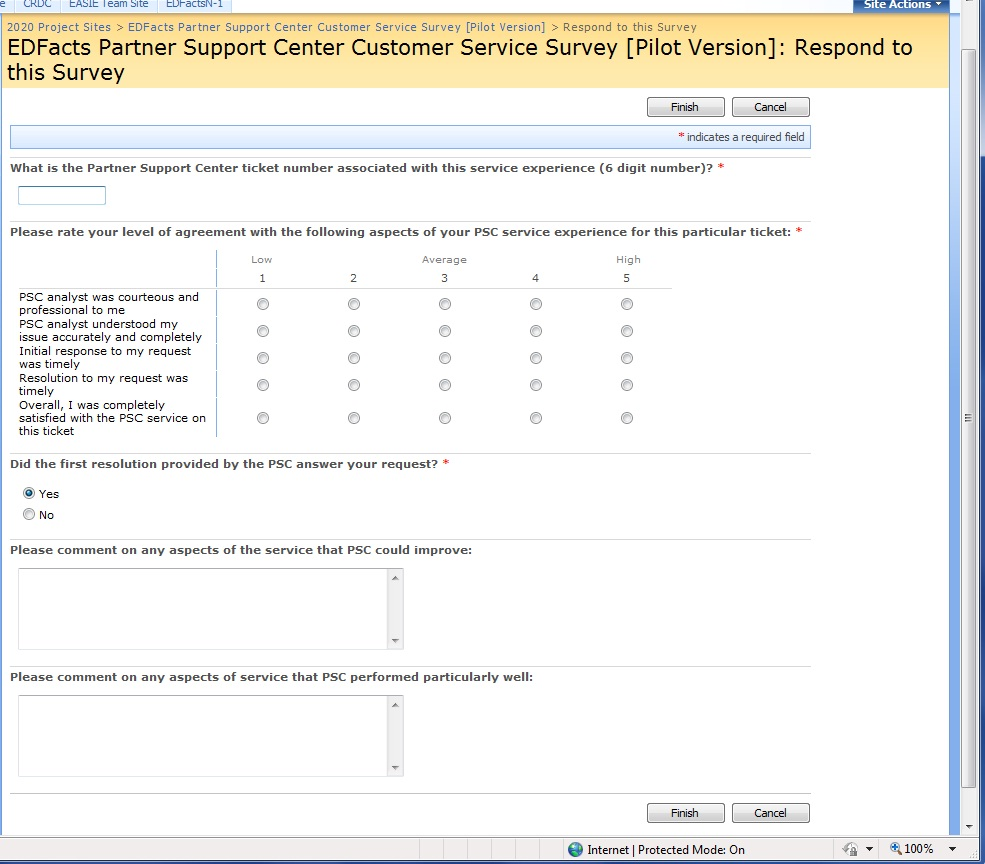 e CRDC EASIE Team Site EDFactsN-1 Site Actions
2020 Project Sites > EDFacts Partner Support Center Customer Service Survey [Pilot Version] > Respond to this Survey
EDFacts Partner Support Center Customer Service Survey [Pilot Version]: Respond to
this Survey
Finish Cancel
* indicates a required field
What is the Partner Support Center ticket number associated with this service experience (6 digit number)? *
Please rate your level of agreement with the following aspects of your PSC service experience for this particular ticket: *
Low Average High
1 2 3 4 5
PSC analyst was courteous and
professional to me
PSC analyst understood my
issue accurately and completely
Initial response to my request
was timely
Resolution to my request was
timely
Overall, I was completely
satisfied with the PSC service on
this ticket
Did the first resolution provided by the PSC answer your request? *
Yes
No
Please comment on any aspects of the service that PSC could improve:
Please comment on any aspects of service that PSC performed particularly well:
Finish Cancel
Internet | Protected Mode: On 100%